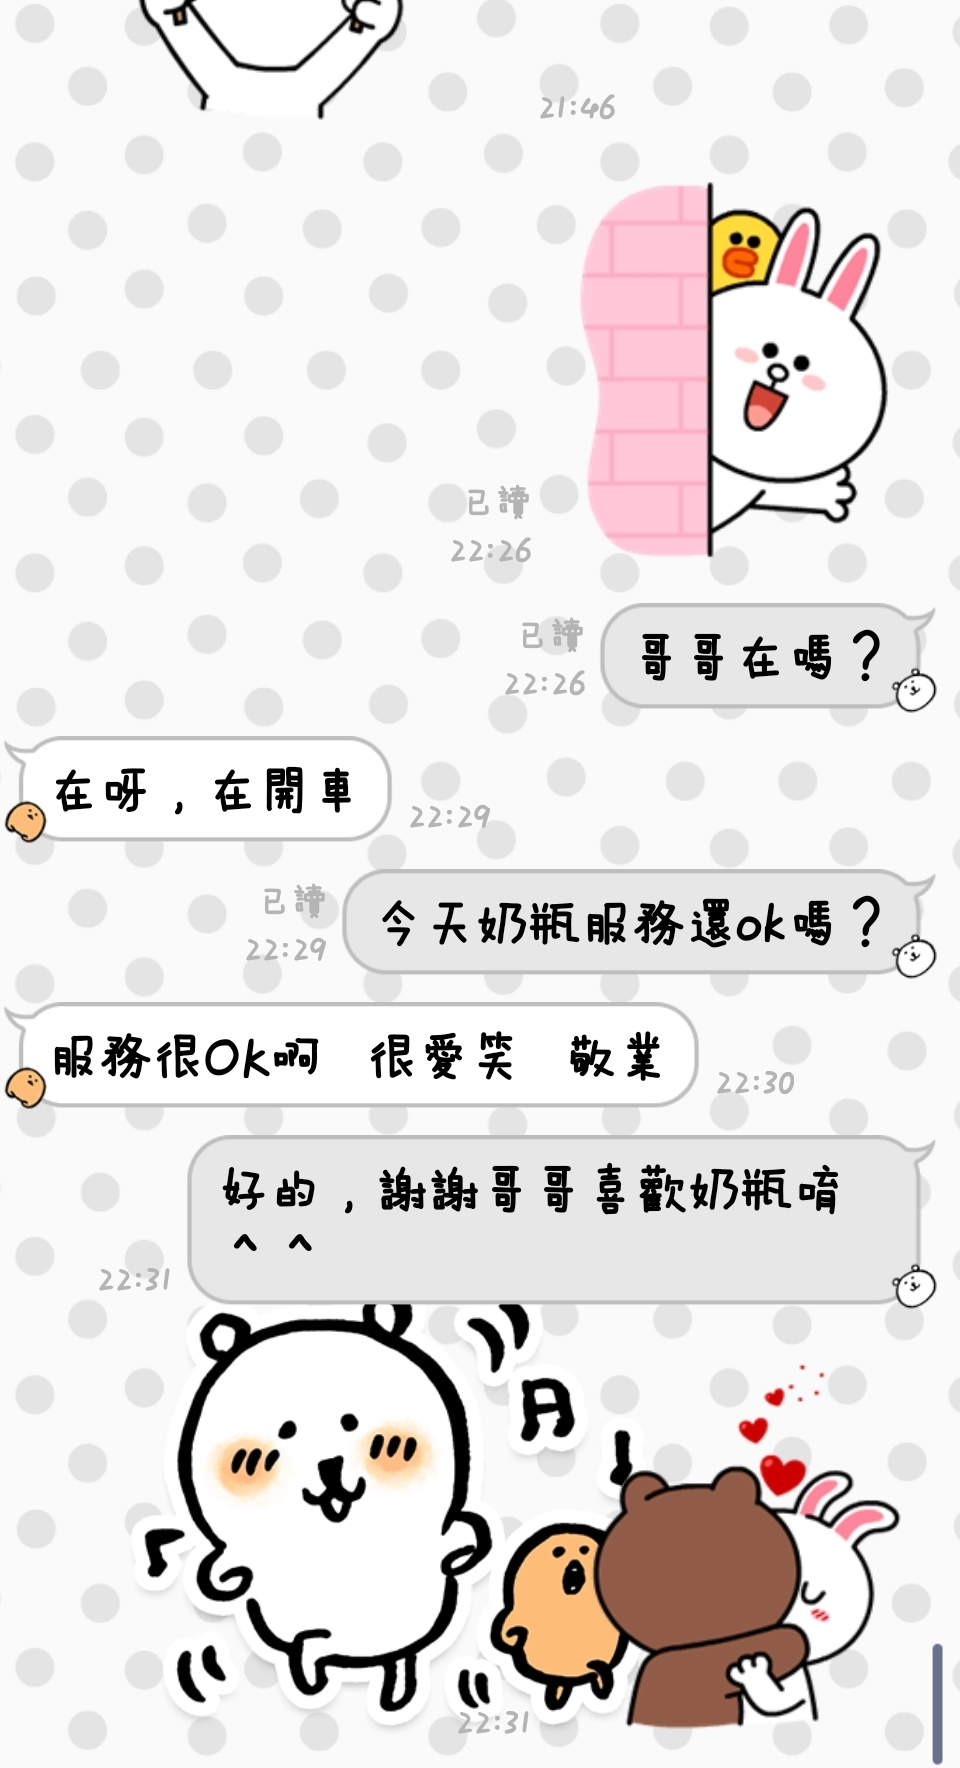 21:46
已讀
22:26
已讀
22:26
哥哥在嗎？
在呀，在開車
22:29
已讀
22:29
今天奶瓶服務還ok嗎？
服務很OK啊　很愛笑　敬業
22:30
好的，謝謝哥哥喜歡奶瓶唷
^ ^
22:31
22:31